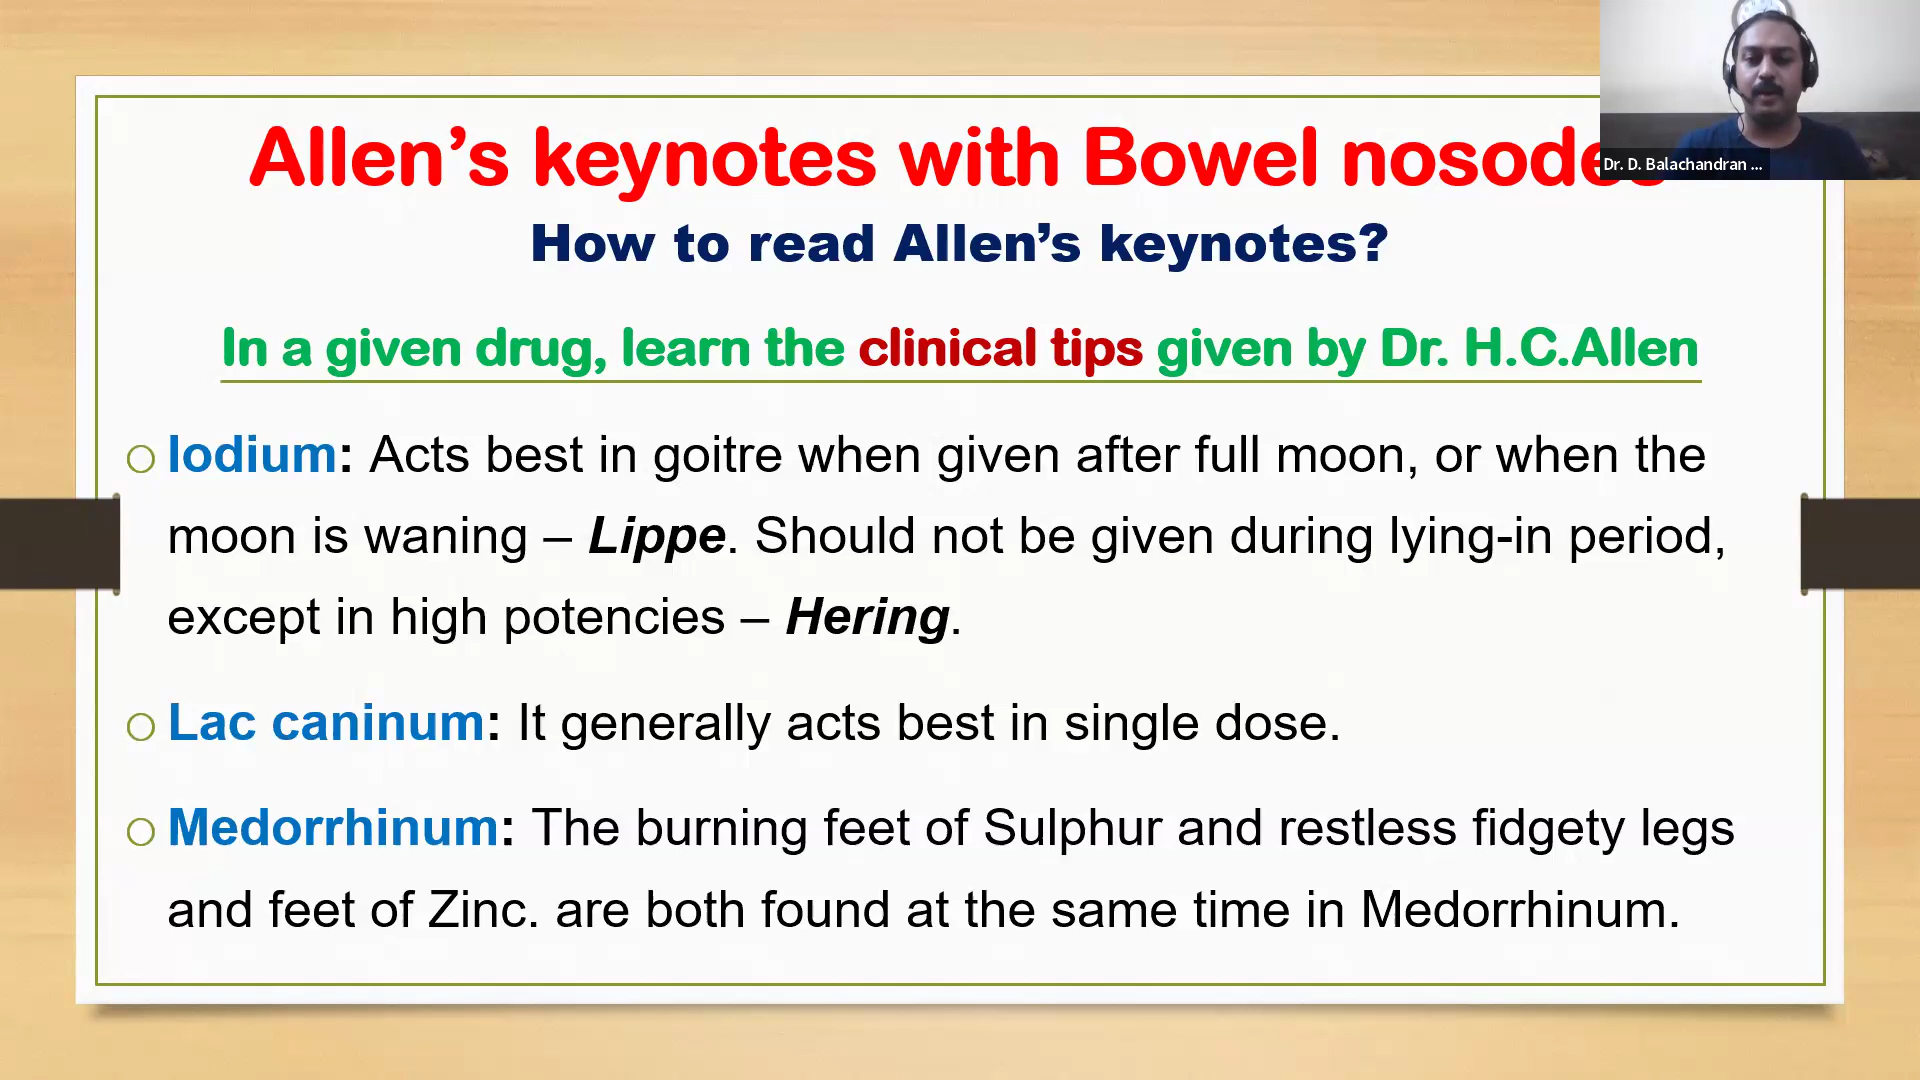 Allen’s keynotes with Bowel nosodes
Dr. D. Balachandran ...
How to read Allen’s keynotes?
In a given drug, learn the clinical tips given by Dr. H.C.Allen
Iodium: Acts best in goitre when given after full moon, or when the
moon is waning – Lippe. Should not be given during lying-in period,
except in high potencies – Hering.
Lac caninum: It generally acts best in single dose.
Medorrhinum: The burning feet of Sulphur and restless fidgety legs
and feet of Zinc. are both found at the same time in Medorrhinum.